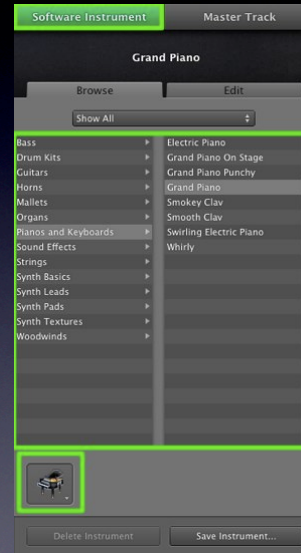 Software Instrument Master Track
Grand Piano
Browse Edit
Show All
Bass Electric Piano
Drum Kits Grand Piano On Stage
Guitars Grand Piano Punchy
Horns Grand Piano
Mallets Smokey Clav
Organs Smooth Clav
Pianos and Keyboards Swirling Electric Piano
Sound Effects Whirly
Strings
Synth Basics
Synth Leads
Synth Pads
Synth Textures
Woodwinds
Delete Instrument Save Instrument...